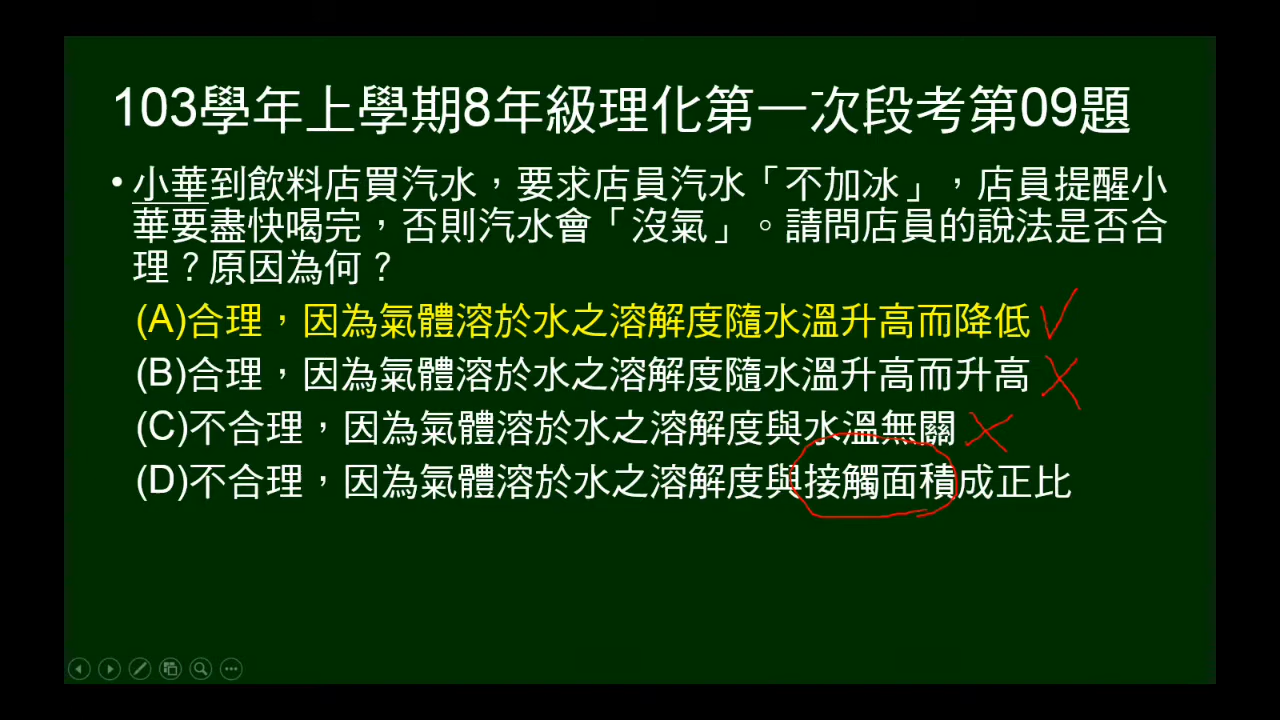 103學年上學期8年級理化第一次段考第09題
•小華到飲料店買汽水，要求店員汽水「不加冰」，店員提醒小
華要盡快喝完，否則汽水會「沒氣」。請問店員的說法是否合
理？原因為何？
(A)合理，因為氣體溶於水之溶解度隨水溫升高而降低
(B)合理，因為氣體溶於水之溶解度隨水溫升高而升高
(C)不合理，因為氣體溶於水之溶解度與水溫無關
(D)不合理，因為氣體溶於水之溶解度與接觸面積成正比